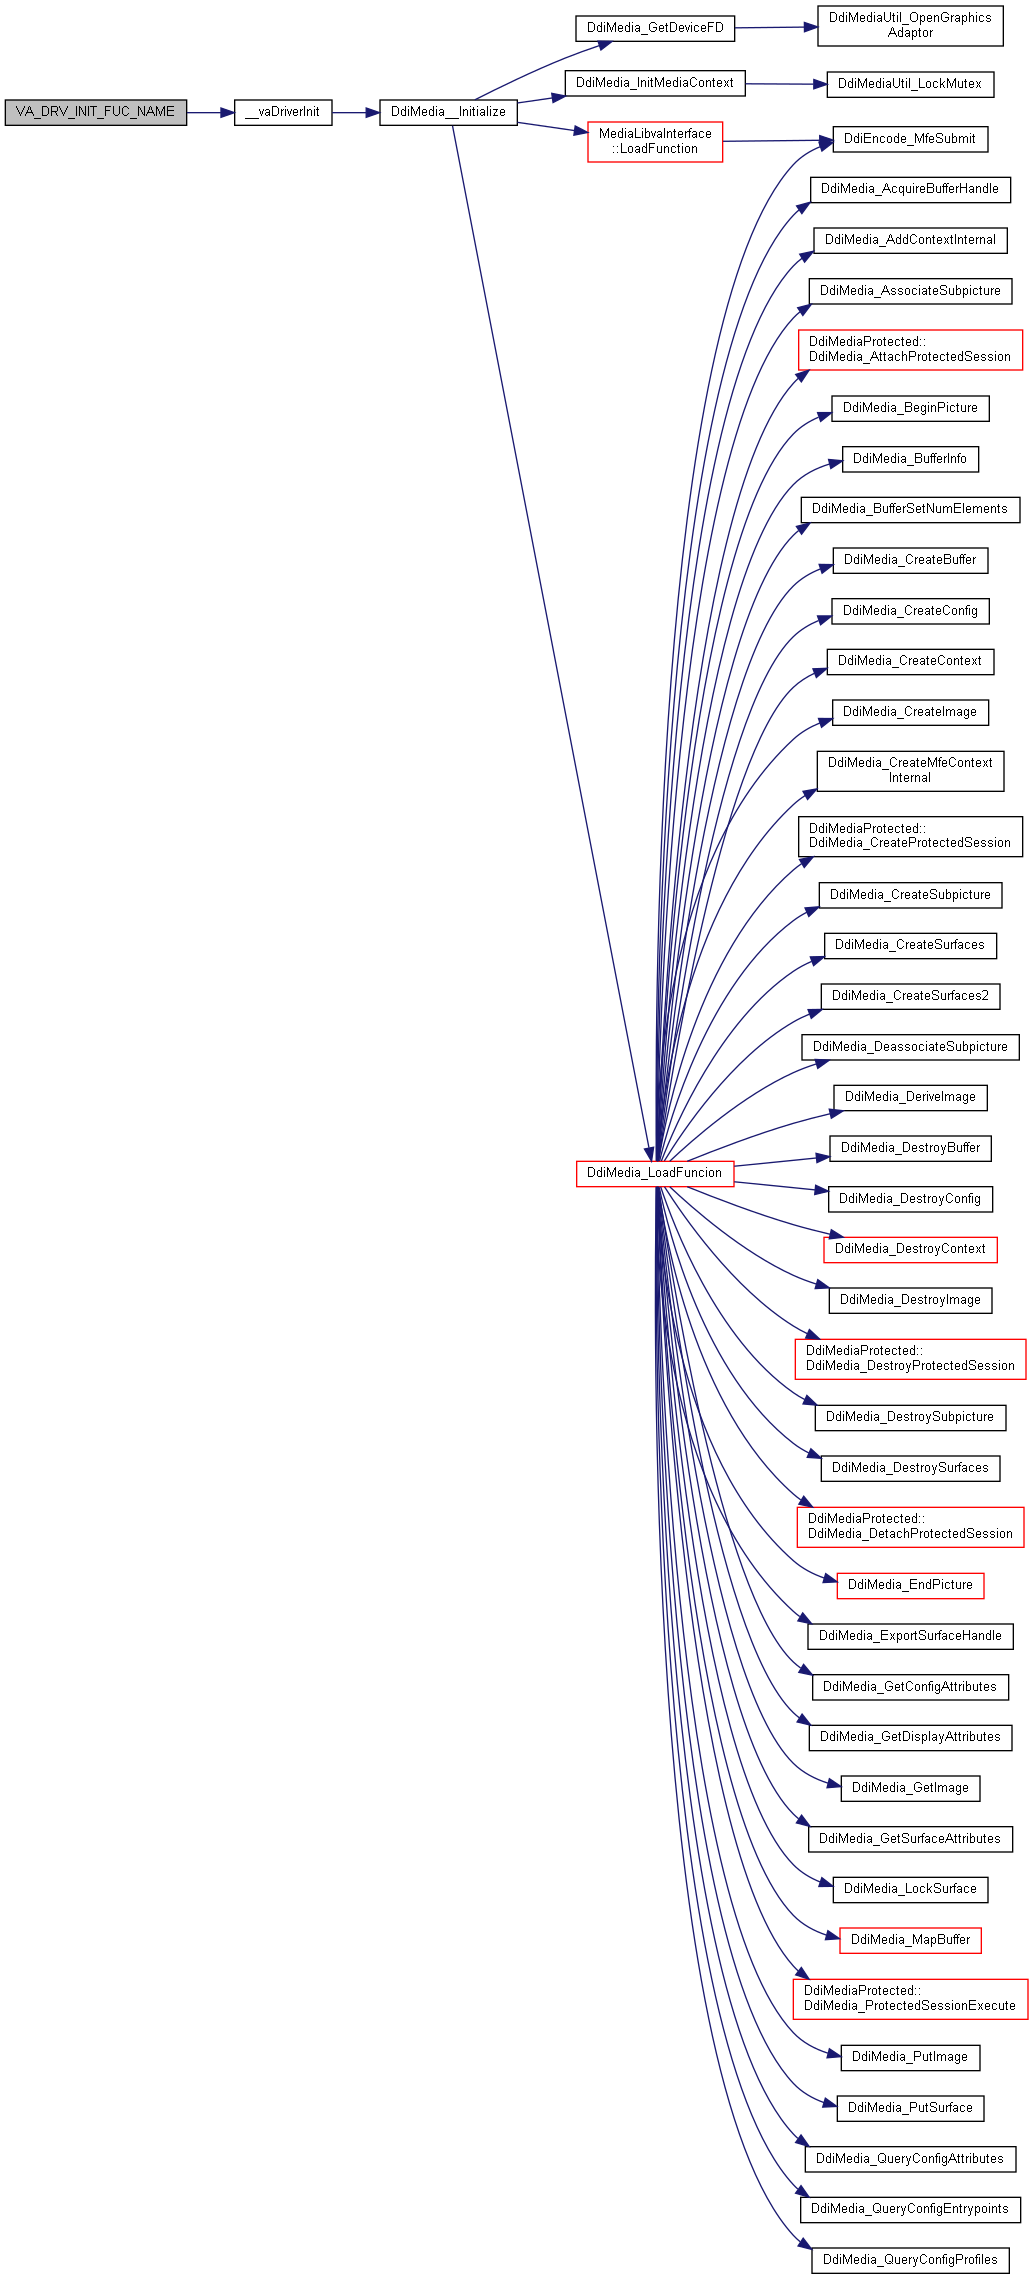 VA_DRV_INIT_FUC_NAME
__vaDriverInit
DdiMedia__Initialize
DdiMedia_GetDeviceFD
DdiMediaUtil_OpenGraphics
Adaptor
DdiMedia_InitMediaContext
DdiMediaUtil_LockMutex
MediaLibvaInterface
::LoadFunction
DdiEncode_MfeSubmit
DdiMedia_AcquireBufferHandle
DdiMedia_AddContextInternal
DdiMedia_AssociateSubpicture
DdiMediaProtected::
DdiMedia_AttachProtectedSession
DdiMedia_BeginPicture
DdiMedia_BufferInfo
DdiMedia_BufferSetNumElements
DdiMedia_CreateBuffer
DdiMedia_CreateConfig
DdiMedia_CreateContext
DdiMedia_CreateImage
DdiMedia_CreateMfeContext
Internal
DdiMediaProtected::
DdiMedia_CreateProtectedSession
DdiMedia_CreateSubpicture
DdiMedia_CreateSurfaces
DdiMedia_CreateSurfaces2
DdiMedia_DeassociateSubpicture
DdiMedia_DeriveImage
DdiMedia_DestroyBuffer
DdiMedia_LoadFuncion
DdiMedia_DestroyConfig
DdiMedia_DestroyContext
DdiMedia_DestroyImage
DdiMediaProtected::
DdiMedia_DestroyProtectedSession
DdiMedia_DestroySubpicture
DdiMedia_DestroySurfaces
DdiMediaProtected::
DdiMedia_DetachProtectedSession
DdiMedia_EndPicture
DdiMedia_ExportSurfaceHandle
DdiMedia_GetConfigAttributes
DdiMedia_GetDisplayAttributes
DdiMedia_GetImage
DdiMedia_GetSurfaceAttributes
DdiMedia_LockSurface
DdiMedia_MapBuffer
DdiMediaProtected::
DdiMedia_ProtectedSessionExecute
DdiMedia_PutImage
DdiMedia_PutSurface
DdiMedia_QueryConfigAttributes
DdiMedia_QueryConfigEntrypoints
DdiMedia_QueryConfigProfiles